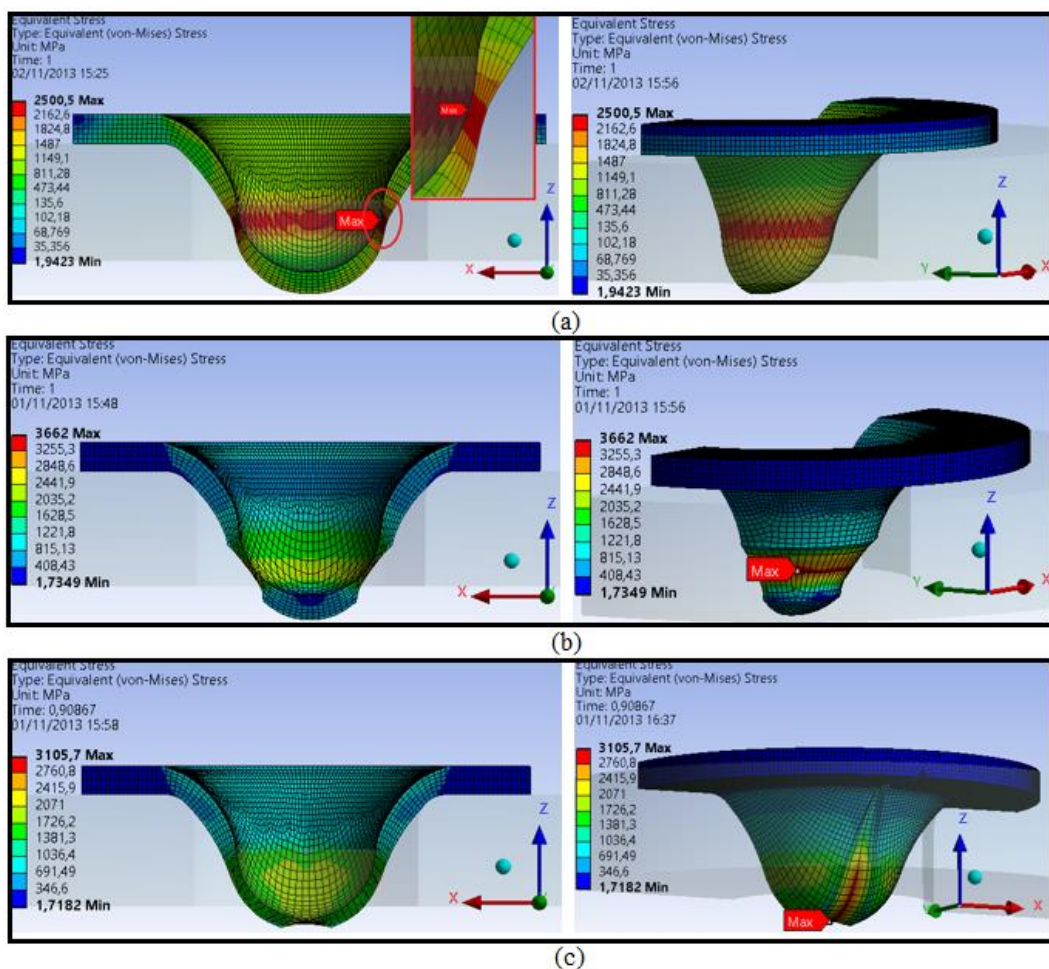 Equivalent Stress
Type: Equivalent (von-Mises) Stress
Unit: MPa
Time: 1
02/11/2013 15:25
2500,5 Max
2162,6
1824,8
1487
1149,1
811,28
473,44
135,6
102,18
68,769
35,356
1,9423 Min
Max
Max
Z
X
Equivalent Stress
Type: Equivalent (von-Mises) Stress
Unit: MPa
Time: 1
02/11/2013 15:56
2500,5 Max
2162,6
1824,8
1487
1149,1
811,28
473,44
135,6
102,18
68,769
35,356
1,9423 Min
Z
Y
X
(a)
Equivalent Stress
Type: Equivalent (von-Mises) Stress
Unit: MPa
Time: 1
01/11/2013 15:48
3662 Max
3255,3
2848,6
2441,9
2035,2
1628,5
1221,8
815,13
408,43
1,7349 Min
Z
X
Equivalent Stress
Type: Equivalent (von-Mises) Stress
Unit: MPa
Time: 1
01/11/2013 15:56
3662 Max
3255,3
2848,6
2441,9
2035,2
1628,5
1221,8
815,13
408,43
1,7349 Min
Max
Z
Y
X
(b)
Equivalent Stress
Type: Equivalent (von-Mises) Stress
Unit: MPa
Time: 0,90867
01/11/2013 15:58
3105,7 Max
2760,8
2415,9
2071
1726,2
1381,3
1036,4
691,49
346,6
1,7182 Min
Z
X
Equivalent Stress
Type: Equivalent (von-Mises) Stress
Unit: MPa
Time: 0,90867
01/11/2013 16:37
3105,7 Max
2760,8
2415,9
2071
1726,2
1381,3
1036,4
691,49
346,6
1,7182 Min
Max
Z
Y
X
(c)